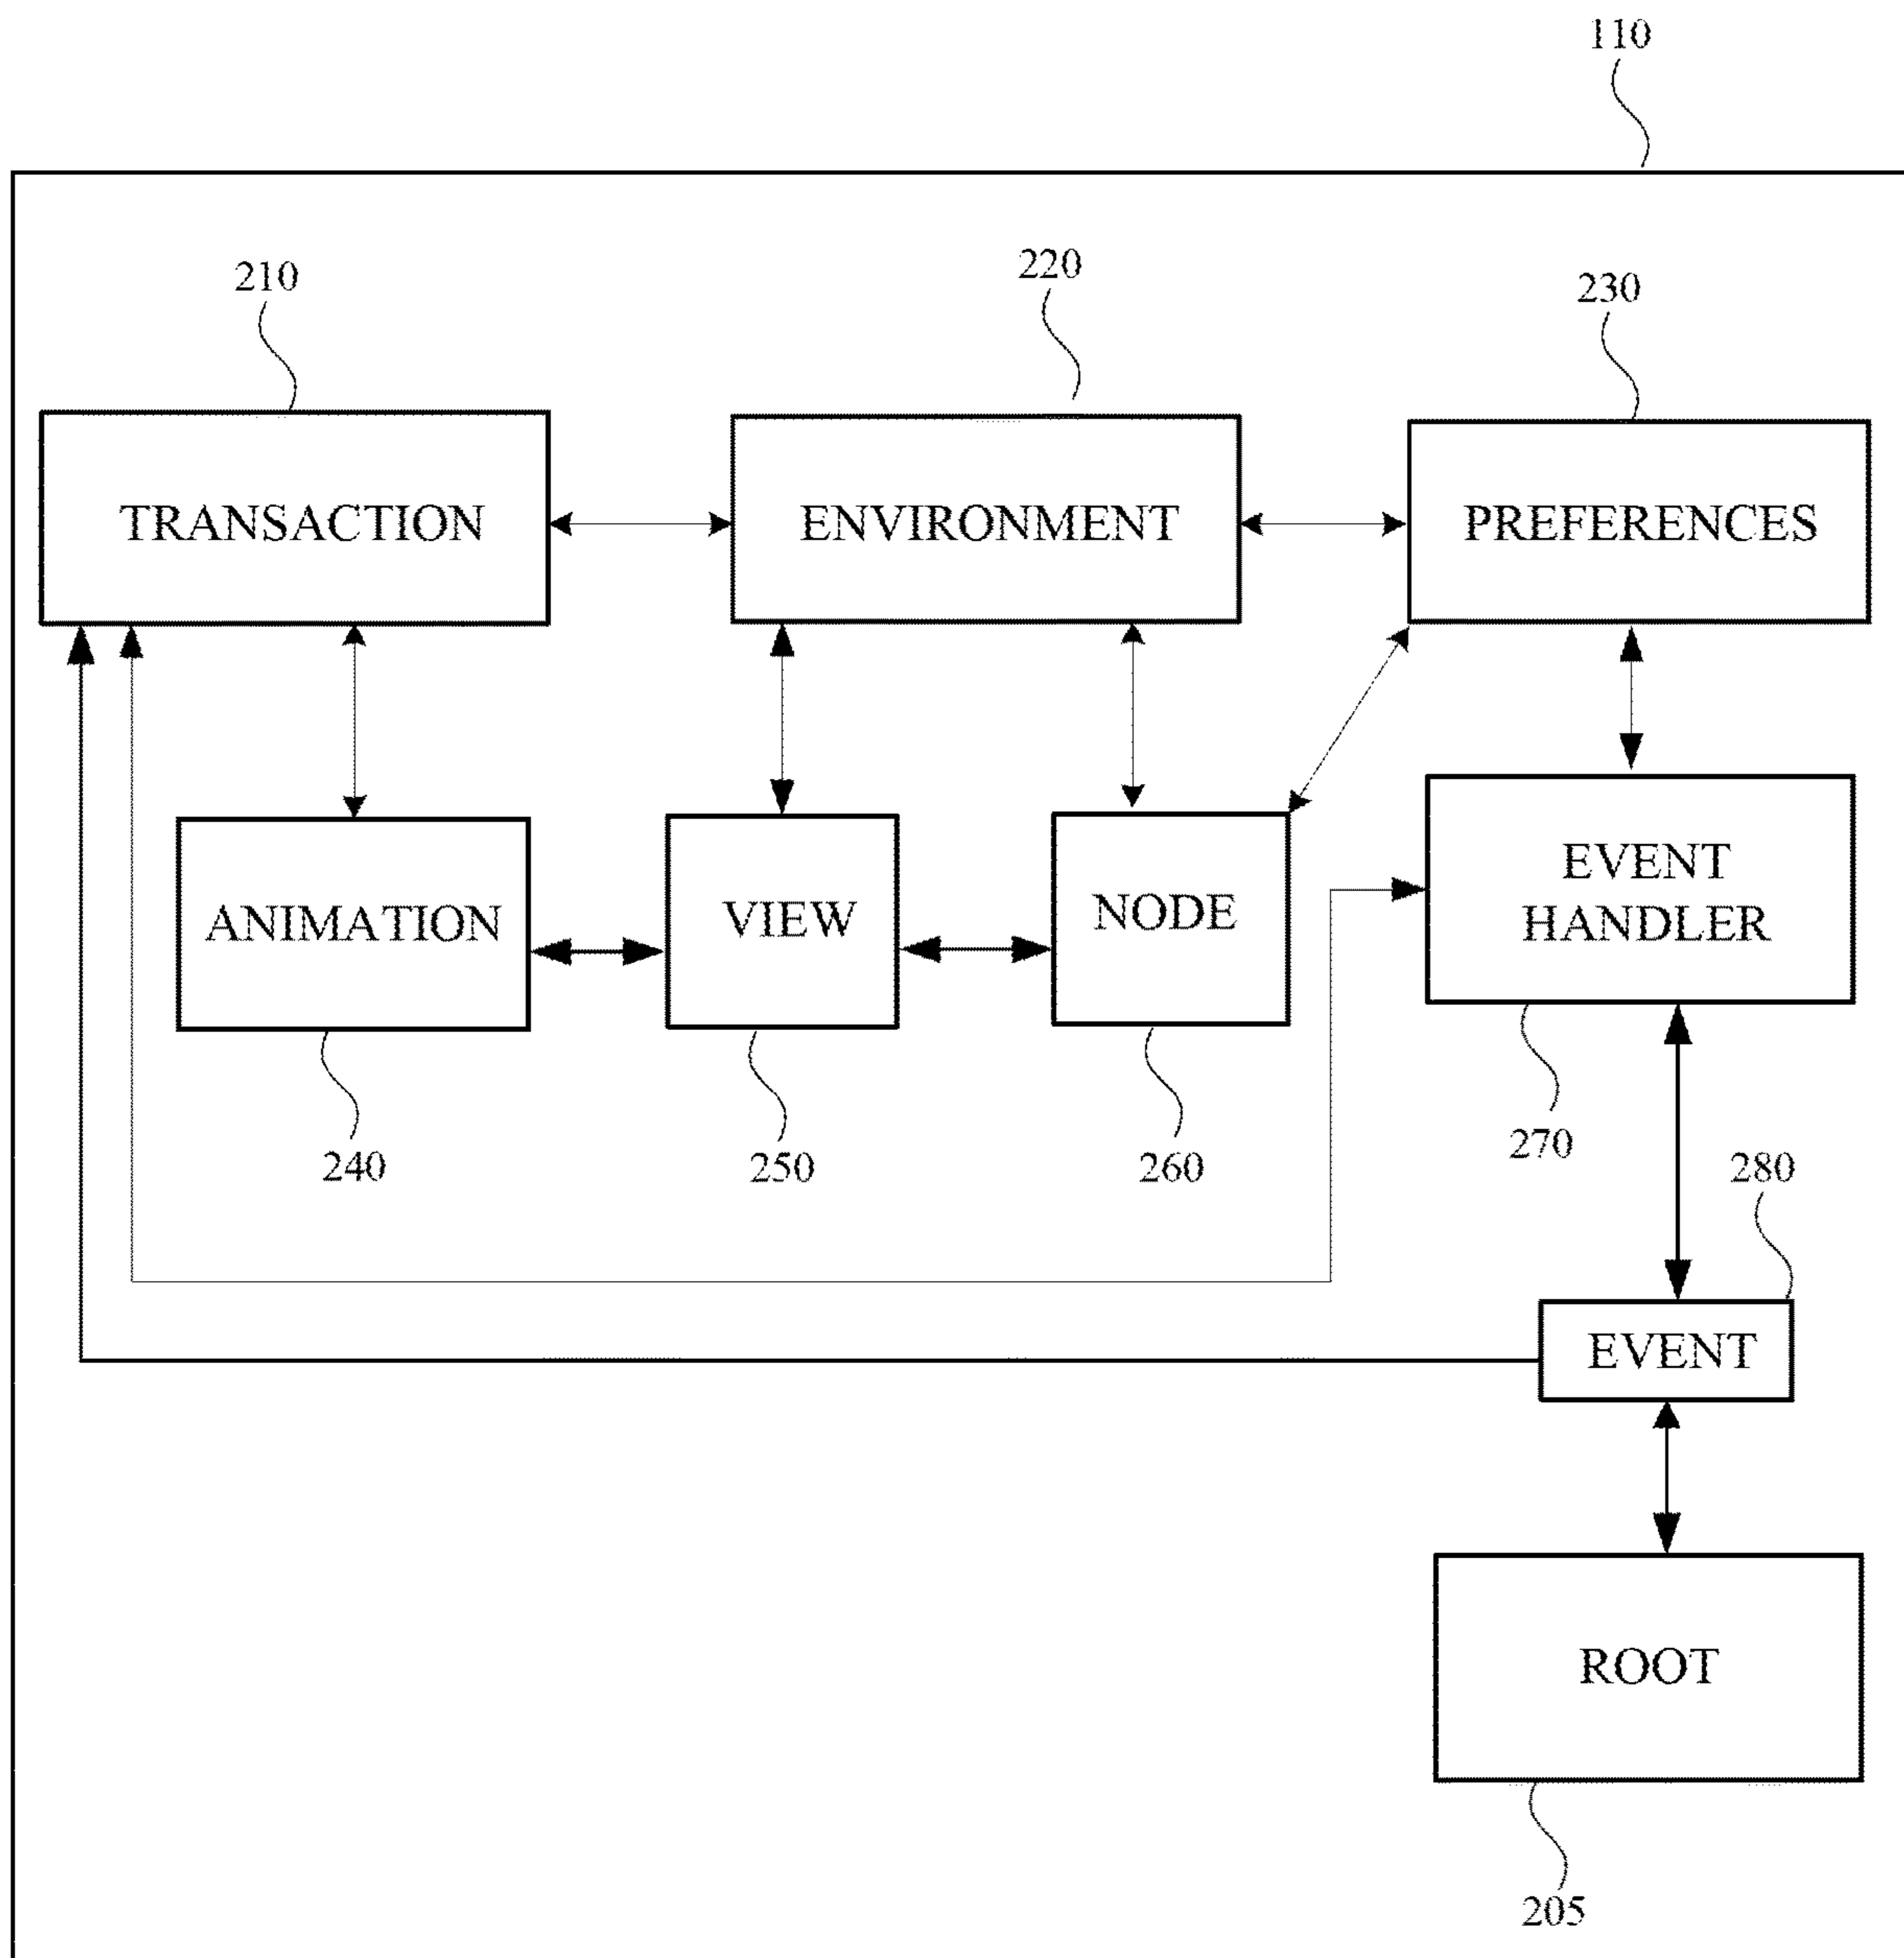 110
210
220
230
TRANSACTION
ENVIRONMENT
PREFERENCES
ANIMATION
VIEW
NODE
EVENT
HANDLER
240
250
260
270
280
EVENT
ROOT
205